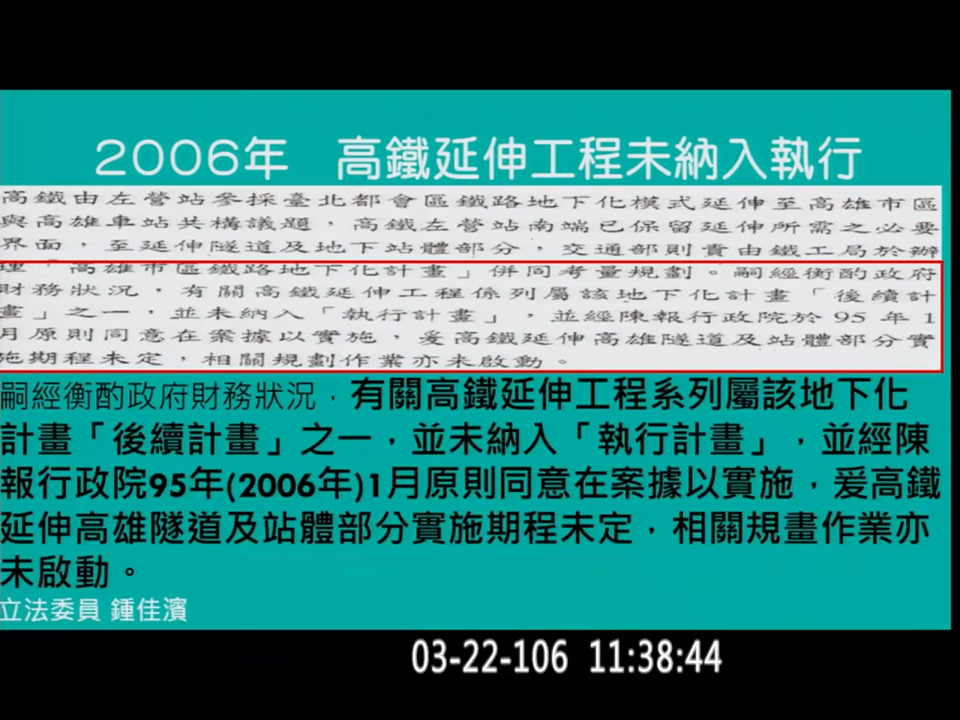 2006年 高鐵延伸工程未納入執行
高鐵由左營站參採臺北都會區鐵路地下化模式延伸至高雄市區
與高雄車站共構議題，高鐵左營站南端已保留延伸所需之必要
界面，至延伸隧道及地下站體部分，交通部則責由鐵工局於辦
理「高雄市區鐵路地下化計畫」併同考量規劃。嗣經衡酌政府
財務狀況，有關高鐵延伸工程係列屬該地下化計畫「後續計
畫」之一，並未納入「執行計畫」，並經陳報行政院於 95 年 1
月原則同意在案據以實施，爰高鐵延伸高雄隧道及站體部分實
施期程未定，相關規劃作業亦未啟動。
嗣經衡酌政府財務狀況，有關高鐵延伸工程系列屬該地下化
計畫「後續計畫」之一，並未納入「執行計畫」，並經陳
報行政院95年(2006年)1月原則同意在案據以實施，爰高鐵
延伸高雄隧道及站體部分實施期程未定，相關規畫作業亦
未啟動。
立法委員 鍾佳濱
03-22-106 11:38:44